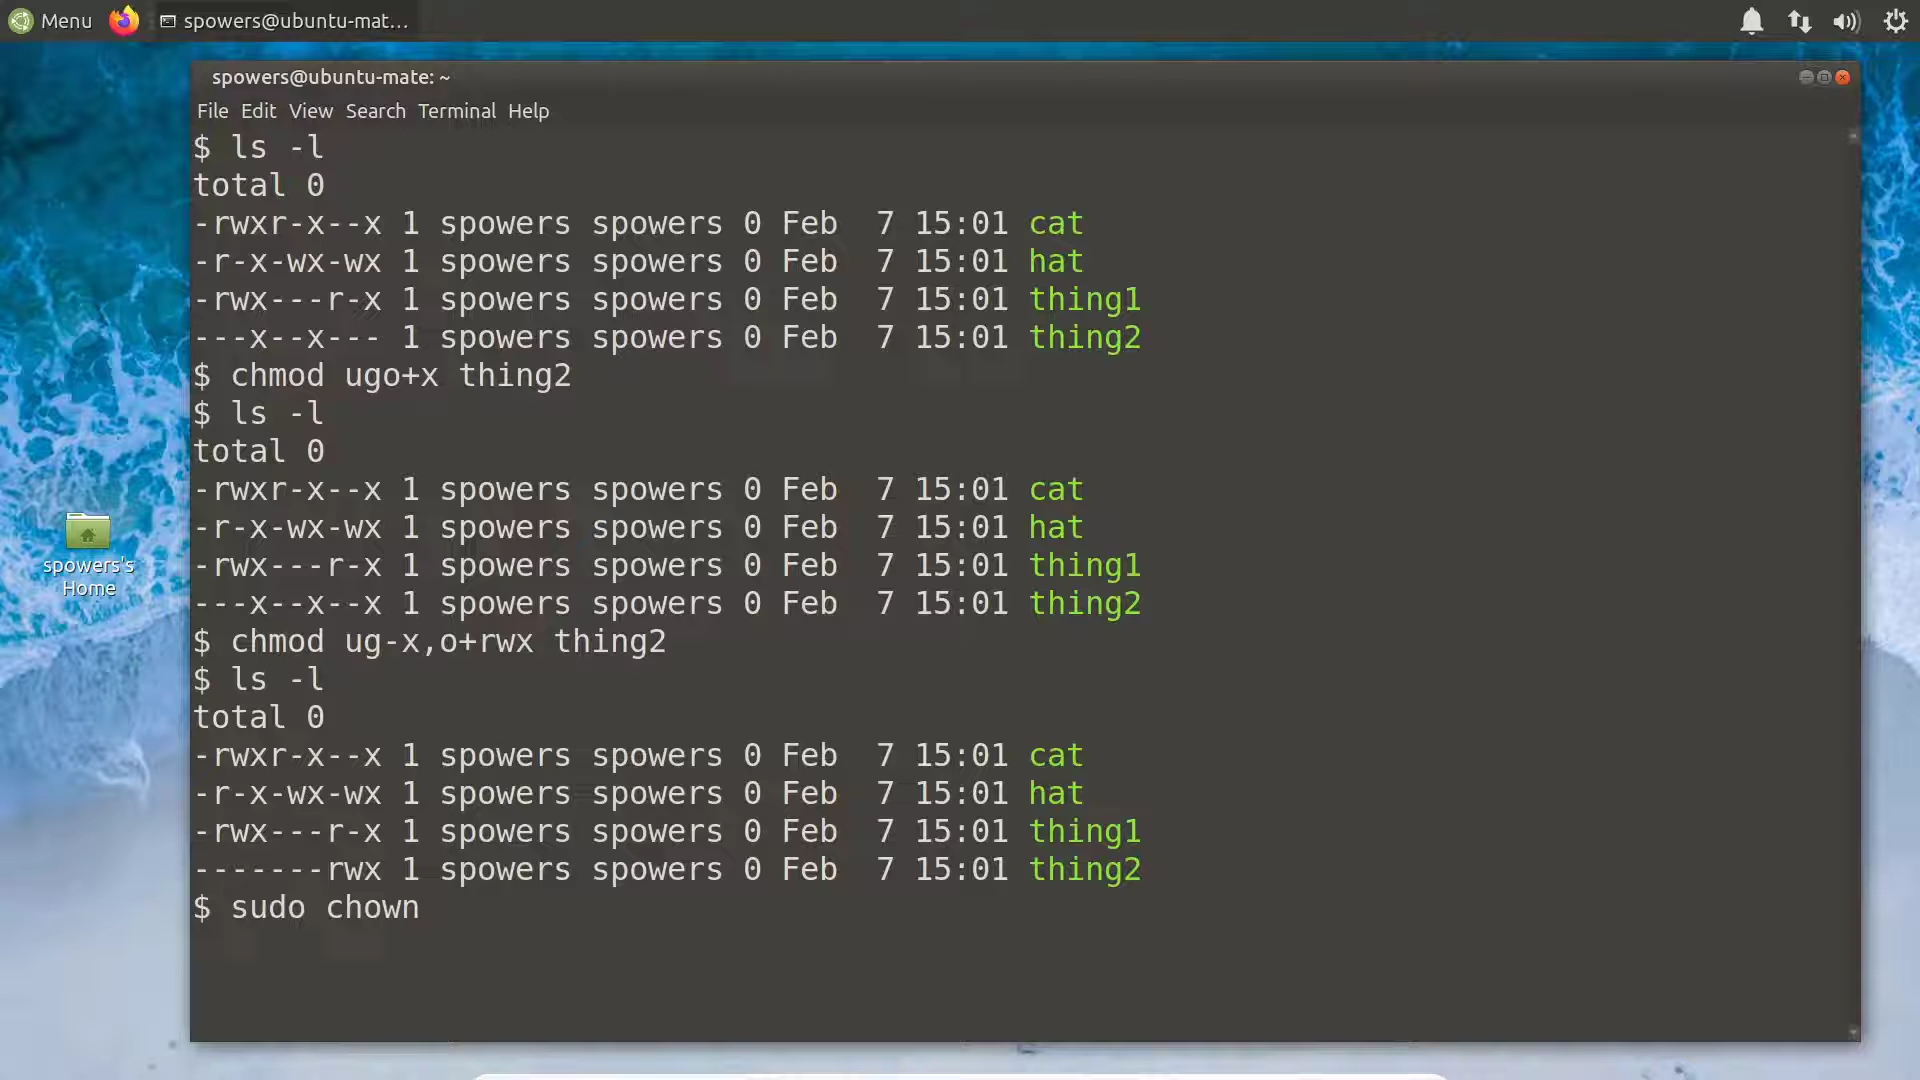 Menu spowers@ubuntu-mat...
spowers@ubuntu-mate: ~
File Edit View Search Terminal Help
$ ls -l
total 0
-rwxr-x--x 1 spowers spowers 0 Feb  7 15:01 cat
-r-x-wx-wx 1 spowers spowers 0 Feb  7 15:01 hat
-rwx---r-x 1 spowers spowers 0 Feb  7 15:01 thing1
---x--x--- 1 spowers spowers 0 Feb  7 15:01 thing2
$ chmod ugo+x thing2
$ ls -l
total 0
-rwxr-x--x 1 spowers spowers 0 Feb  7 15:01 cat
-r-x-wx-wx 1 spowers spowers 0 Feb  7 15:01 hat
-rwx---r-x 1 spowers spowers 0 Feb  7 15:01 thing1
---x--x--x 1 spowers spowers 0 Feb  7 15:01 thing2
$ chmod ug-x,o+rwx thing2
$ ls -l
total 0
-rwxr-x--x 1 spowers spowers 0 Feb  7 15:01 cat
-r-x-wx-wx 1 spowers spowers 0 Feb  7 15:01 hat
-rwx---r-x 1 spowers spowers 0 Feb  7 15:01 thing1
-------rwx 1 spowers spowers 0 Feb  7 15:01 thing2
$ sudo chown
spowers's
Home